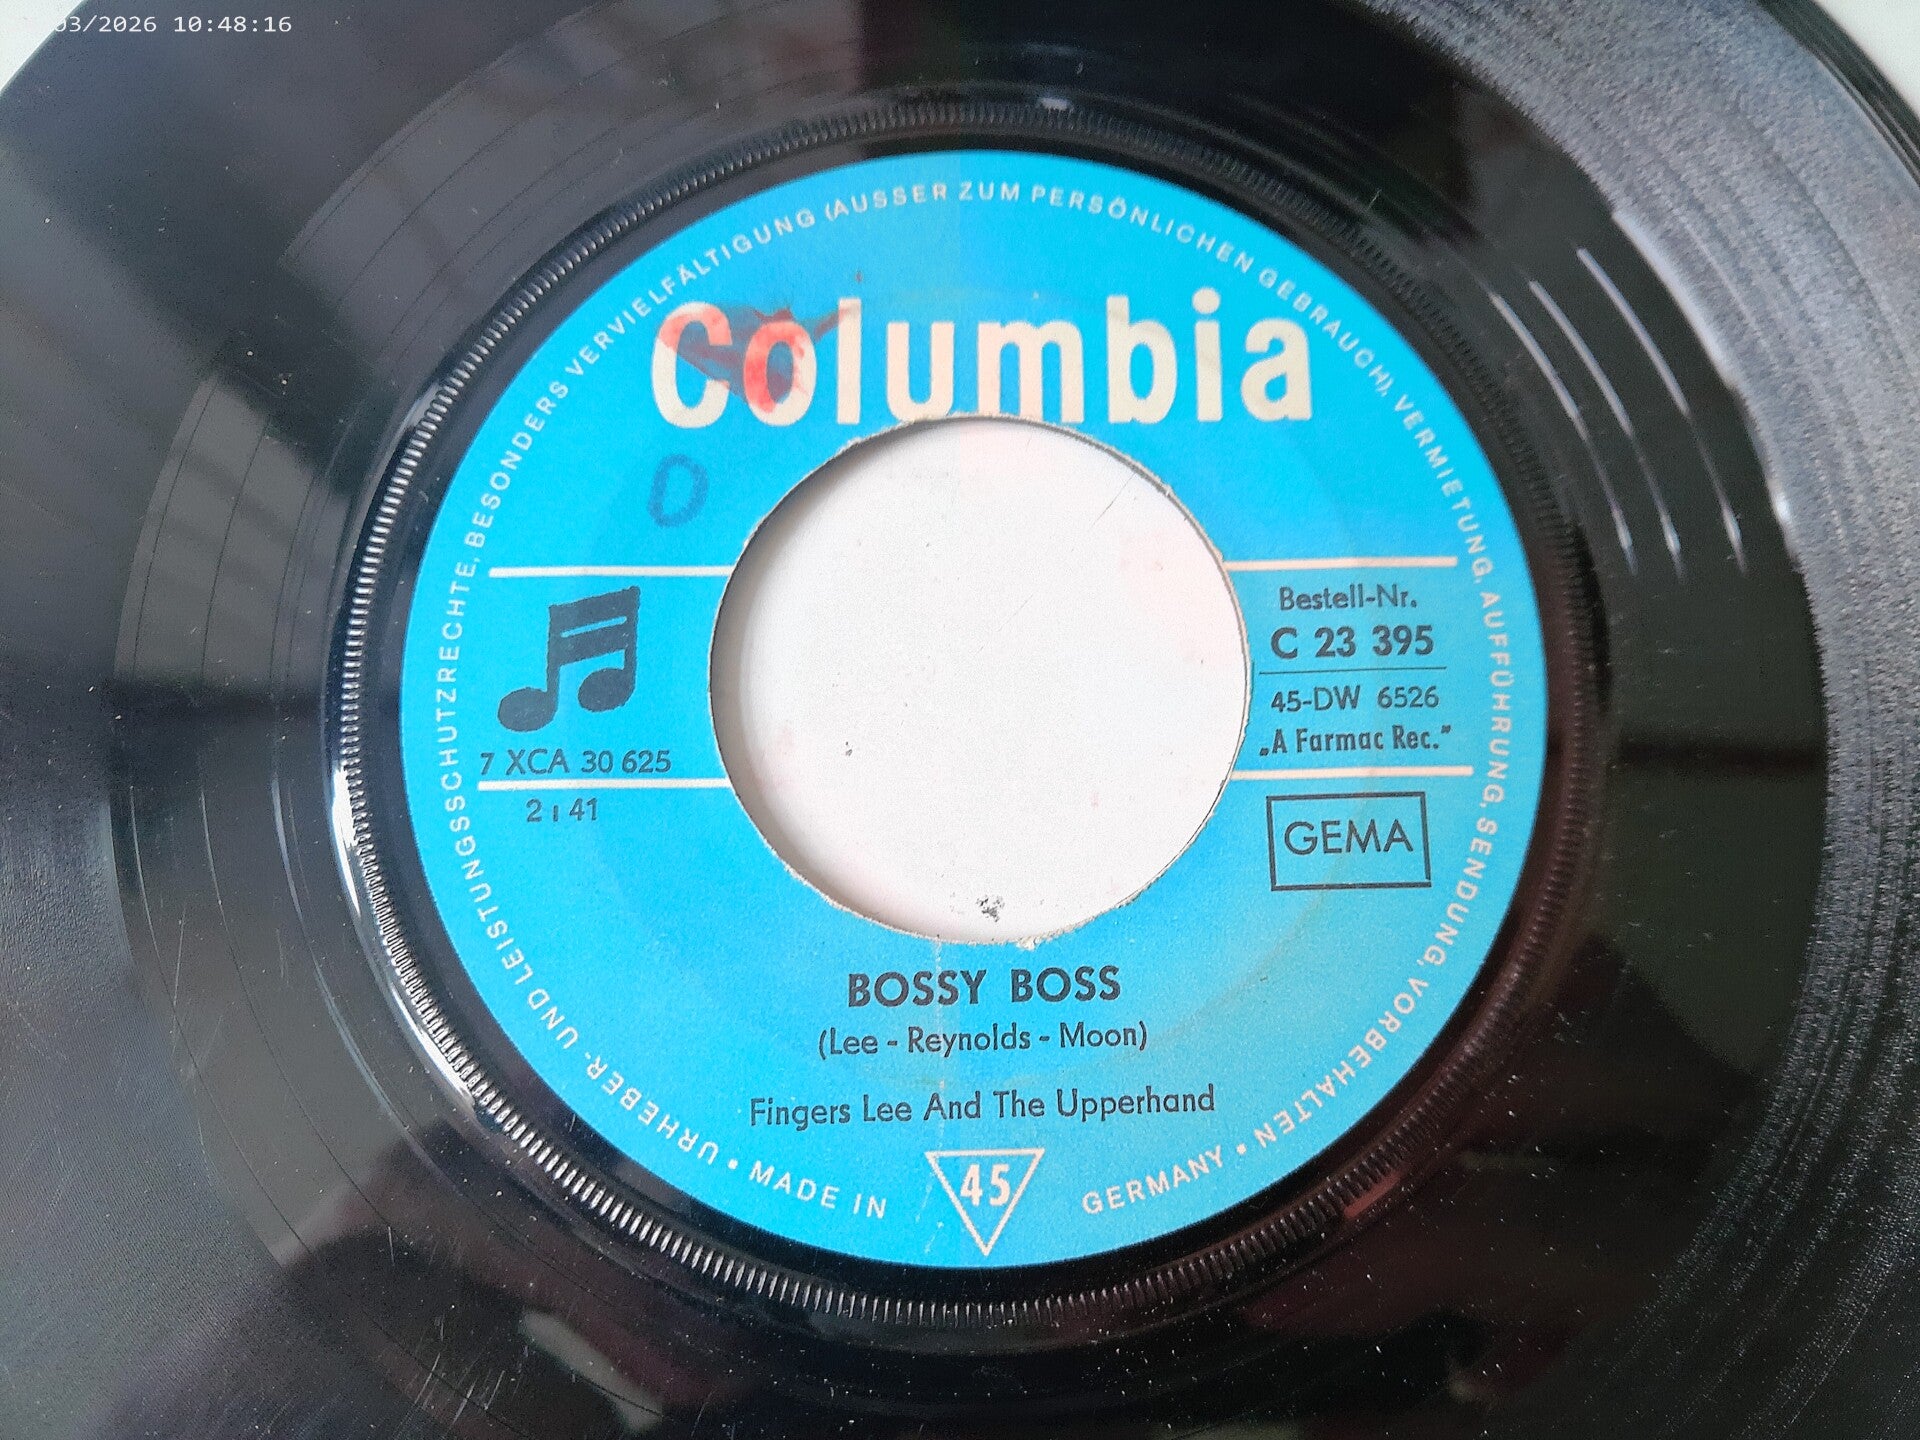 03/2026 10:48:16
URHEBER- UND LEISTUNGSSCHUTZRECHTE, BESONDERS VERVIELFÄLTIGUNG (AUSSER ZUM PERSÖNLICHEN GEBRAUCH), VERMIETUNG, AUFFÜHRUNG, SENDUNG, VORBEHALTEN •
Columbia
O
Bestell-Nr.
C 23 395
45-DW 6526
„A Farmac Rec."
7 XCA 30 625
2 ı 41
GEMA
BOSSY BOSS
(Lee - Reynolds - Moon)
Fingers Lee And The Upperhand
• MADE IN 45 GERMANY